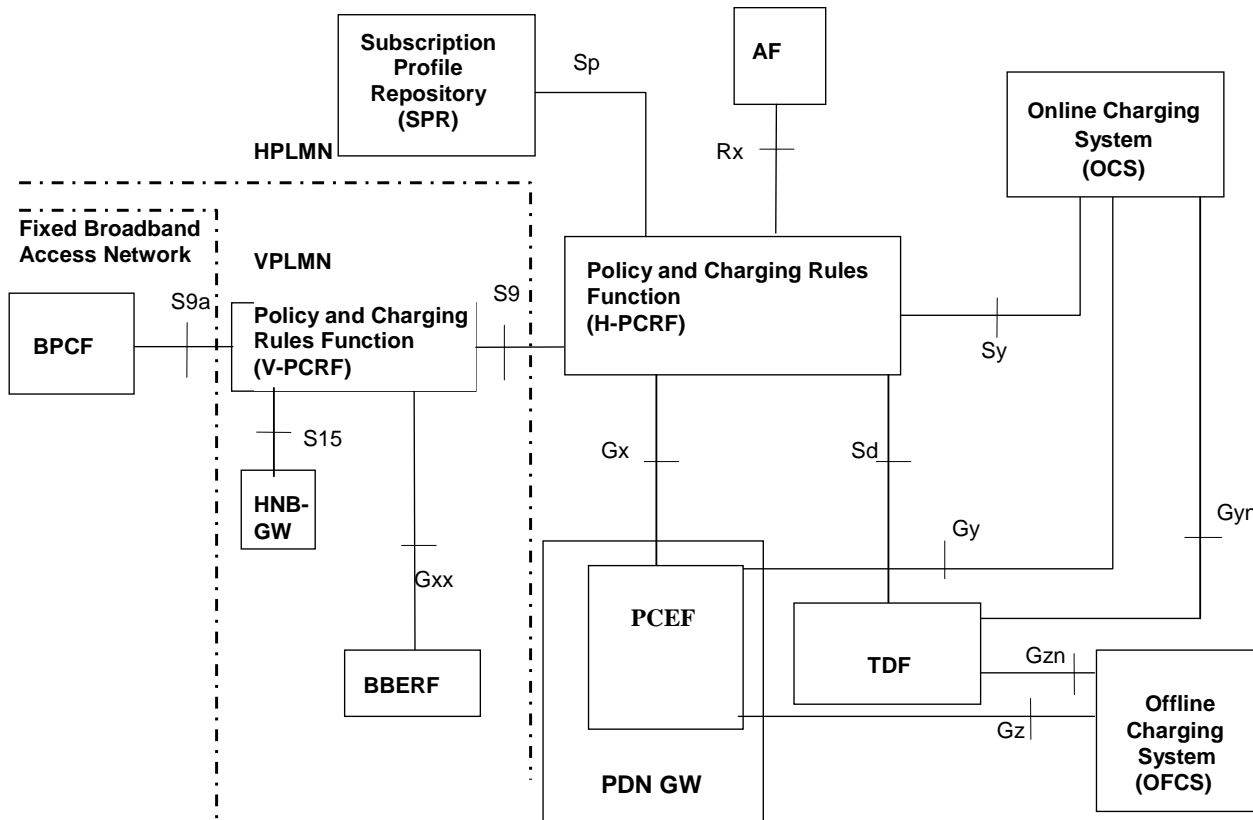 Subscription
Profile
Repository
(SPR)
Sp
AF
Online Charging
System
(OCS)
HPLMN
Rx
Fixed Broadband
Access Network
VPLMN
Policy and Charging Rules
Function
(H-PCRF)
S9a
S9
BPCF
Policy and Charging
Rules Function
(V-PCRF)
Sy
S15
Gx
Sd
HNB-
GW
Gy
Gyn
Gxx
PCEF
BBERF
TDF
Gzn
Gz
Offline
Charging
System
(OFCS)
PDN GW